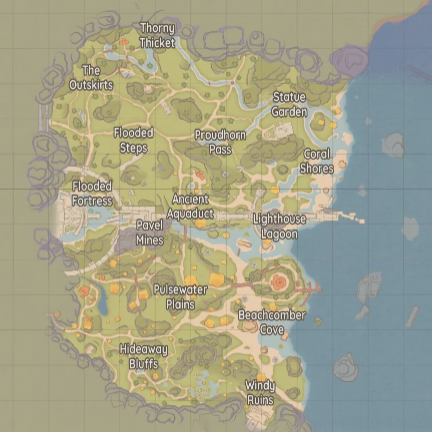 Thorny
Thicket
The
Outskirts
Statue
Garden
Flooded
Steps
Proudhorn
Pass
Coral
Shores
Flooded
Fortress
Ancient
Aquaduct
Pavel
Mines
Lighthouse
Lagoon
Pulsewater
Plains
Beachcomber
Cove
Hideaway
Bluffs
Windy
Ruins